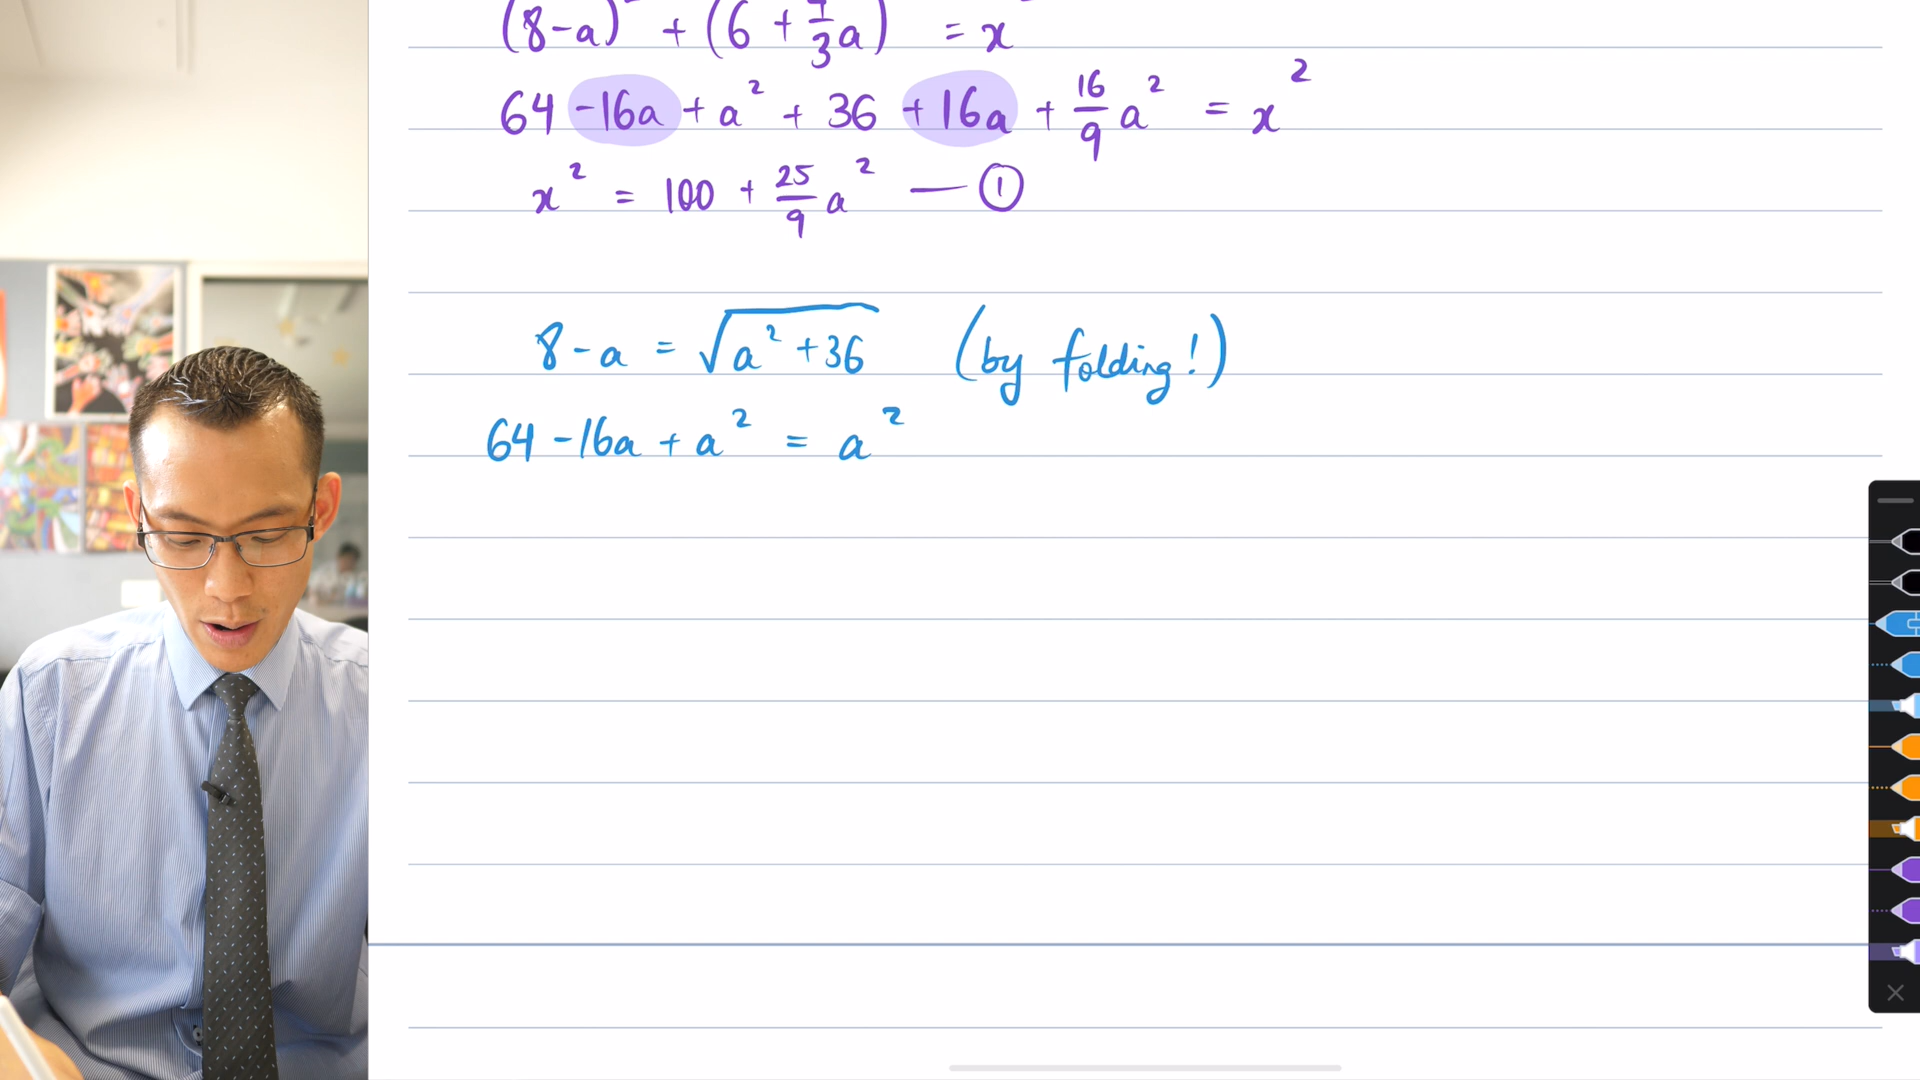 (8-a)² + (6 + 4/3 a) = x²
64 -16a + a² + 36 + 16a + 16/9 a² = x²
x² = 100 + 25/9 a² — ①
8 - a = √(a² + 36) (by folding!)
64 - 16a + a² = a²